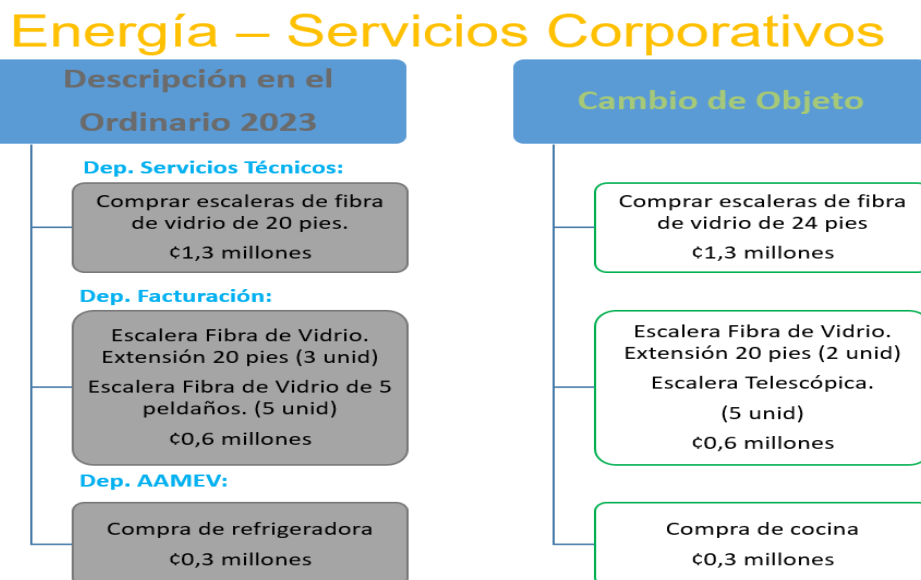 Energía – Servicios Corporativos
Descripción en el
Ordinario 2023
Cambio de Objeto
Dep. Servicios Técnicos:
Comprar escaleras de fibra
de vidrio de 20 pies.
¢1,3 millones
Comprar escaleras de fibra
de vidrio de 24 pies
¢1,3 millones
Dep. Facturación:
Escalera Fibra de Vidrio.
Extensión 20 pies (3 unid)
Escalera Fibra de Vidrio de 5
peldaños. (5 unid)
¢0,6 millones
Escalera Fibra de Vidrio.
Extensión 20 pies (2 unid)
Escalera Telescópica.
(5 unid)
¢0,6 millones
Dep. AAMEV:
Compra de refrigeradora
¢0,3 millones
Compra de cocina
¢0,3 millones